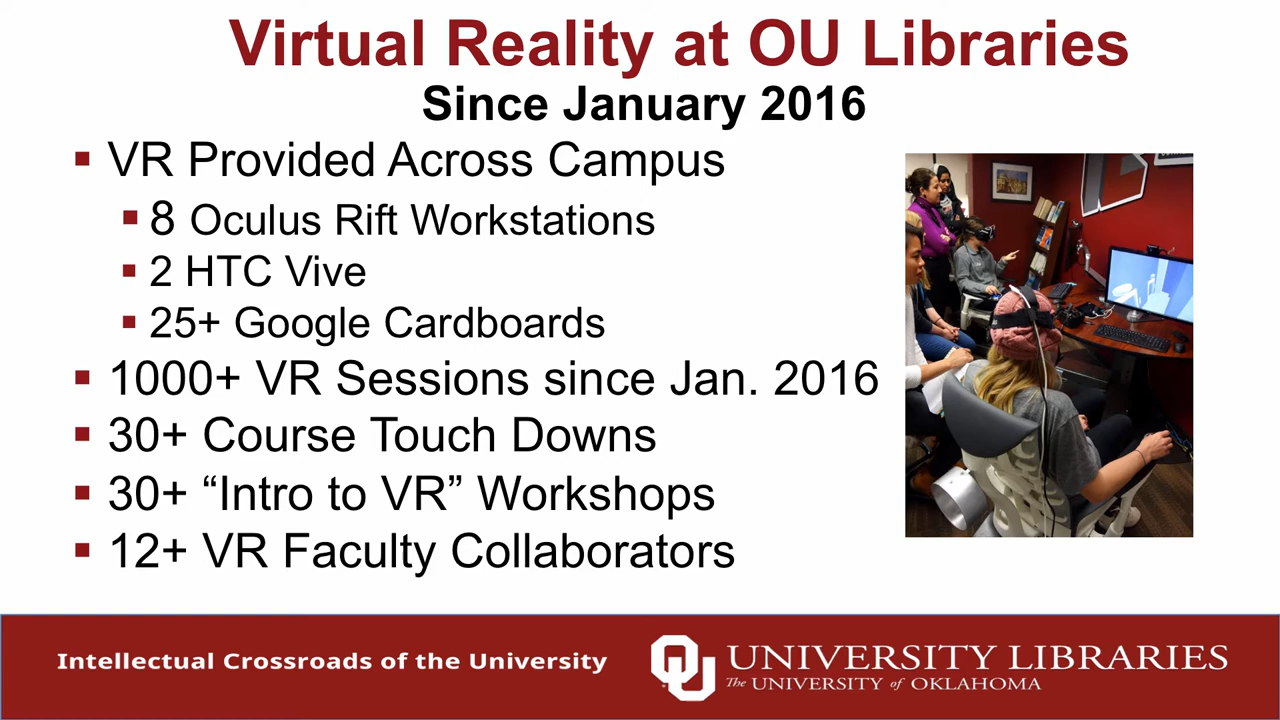 Virtual Reality at OU Libraries
Since January 2016
VR Provided Across Campus
8 Oculus Rift Workstations
2 HTC Vive
25+ Google Cardboards
1000+ VR Sessions since Jan. 2016
30+ Course Touch Downs
30+ “Intro to VR” Workshops
12+ VR Faculty Collaborators
Intellectual Crossroads of the University
UNIVERSITY LIBRARIES
The UNIVERSITY of OKLAHOMA